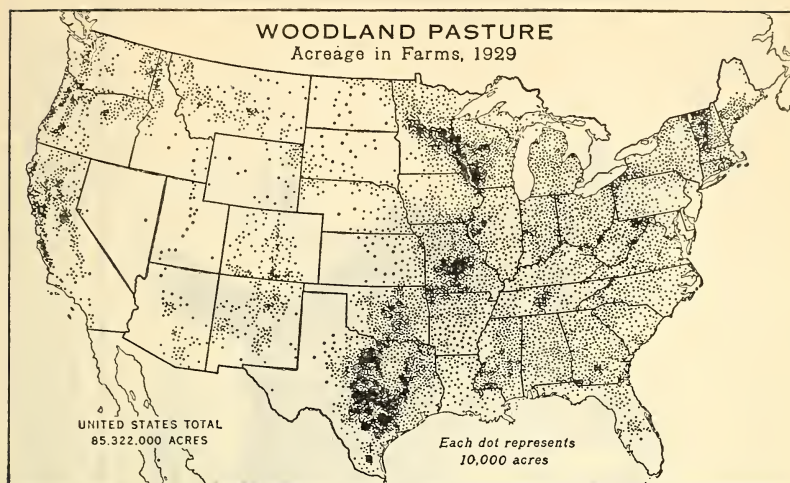 WOODLAND PASTURE
Acreage in Farms, 1929
UNITED STATES TOTAL
85,322,000 ACRES
Each dot represents
10,000 acres